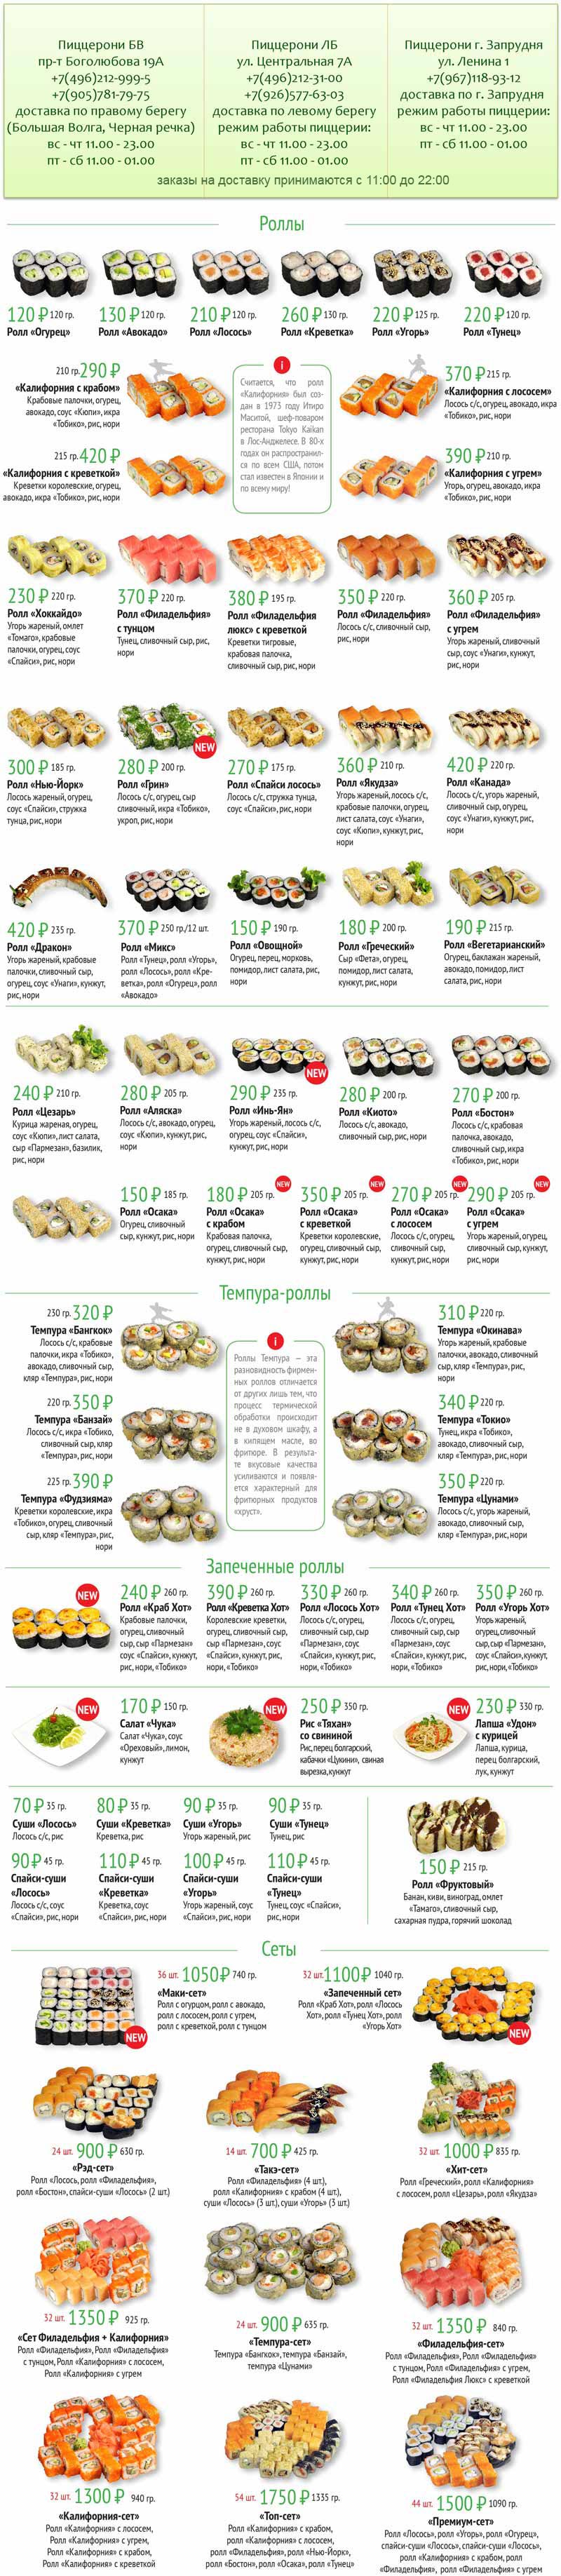 Пиццерони БВ
пр-т Боголюбова 19А
+7(496)212-999-5
+7(905)781-79-75
доставка по правому берегу
(Большая Волга, Черная речка)
вс - чт 11.00 - 23.00
пт - сб 11.00 - 01.00
Пиццерони ЛБ
ул. Центральная 7А
+7(496)212-31-00
+7(926)577-63-03
доставка по левому берегу
режим работы пиццерии:
вс - чт 11.00 - 23.00
пт - сб 11.00 - 01.00
Пиццерони г. Запрудня
ул. Ленина 1
+7(967)118-93-12
доставка по г. Запрудня
режим работы пиццерии:
вс - чт 11.00 - 23.00
пт - сб 11.00 - 01.00
заказы на доставку принимаются с 11:00 до 22:00
Роллы
120 ₽ 120 гр.
Ролл «Огурец»
130 ₽ 120 гр.
Ролл «Авокадо»
210 ₽ 120 гр.
Ролл «Лосось»
260 ₽ 130 гр.
Ролл «Креветка»
220 ₽ 125 гр.
Ролл «Угорь»
220 ₽ 120 гр.
Ролл «Тунец»
210 гр. 290 ₽
«Калифорния с крабом»
Крабовые палочки, огурец,
авокадо, соус «Кюпи», икра
«Тобико», рис, нори
215 гр. 420 ₽
«Калифорния с креветкой»
Креветки королевские, огурец,
авокадо, икра «Тобико», рис, нори
i
Считается, что ролл
«Калифорния» был соз-
дан в 1973 году Итиро
Маситой, шеф-поваром
ресторана Tokyo Kaikan
в Лос-Анджелесе. В 80-х
годах он распространил-
ся по всем США, потом
стал известен в Японии и
по всему миру!
370 ₽ 215 гр.
«Калифорния с лососем»
Лосось с/с, огурец, авокадо, икра
«Тобико», рис, нори
390 ₽ 210 гр.
«Калифорния с угрем»
Угорь, огурец, авокадо, икра
«Тобико», рис, нори
230 ₽ 220 гр.
Ролл «Хоккайдо»
Угорь жареный, омлет
«Томаго», крабовые
палочки, огурец, соус
«Спайси», рис, нори
370 ₽ 220 гр.
Ролл «Филадельфия»
с тунцом
Тунец, сливочный сыр, рис,
нори
380 ₽ 195 гр.
Ролл «Филадельфия
люкс» с креветкой
Креветки тигровые,
крабовая палочка,
сливочный сыр, рис, нори
350 ₽ 220 гр.
Ролл «Филадельфия»
Лосось с/с, сливочный сыр,
рис, нори
360 ₽ 205 гр.
Ролл «Филадельфия»
с угрем
Угорь жареный, сливочный
сыр, соус «Унаги», кунжут,
рис, нори
300 ₽ 185 гр.
Ролл «Нью-Йорк»
Лосось жареный, огурец,
соус «Спайси», стружка
тунца, рис, нори
NEW
280 ₽ 200 гр.
Ролл «Грин»
Лосось с/с, огурец, сыр
сливочный, икра «Тобико»,
укроп, рис, нори
270 ₽ 175 гр.
Ролл «Спайси лосось»
Лосось с/с, стружка тунца,
соус «Спайси», рис, нори
360 ₽ 210 гр.
Ролл «Якудза»
Угорь жареный, лосось с/с,
крабовые палочки, огурец,
лист салата, соус «Унаги»,
соус «Кюпи», кунжут, рис,
нори
420 ₽ 220 гр.
Ролл «Канада»
Лосось с/с, угорь жареный,
сливочный сыр, огурец,
соус «Унаги», кунжут, рис,
нори
420 ₽ 235 гр.
Ролл «Дракон»
Угорь жареный, крабовые
палочки, сливочный сыр,
огурец, соус «Унаги», кунжут,
рис, нори
370 ₽ 250 гр./12 шт.
Ролл «Микс»
Ролл «Тунец», ролл «Угорь»,
ролл «Лосось», ролл «Кре-
ветка», ролл «Огурец», ролл
«Авокадо»
150 ₽ 190 гр.
Ролл «Овощной»
Огурец, перец, морковь,
помидор, лист салата, рис,
нори
180 ₽ 200 гр.
Ролл «Греческий»
Сыр «Фета», огурец,
помидор, лист салата,
кунжут, рис, нори
190 ₽ 215 гр.
Ролл «Вегетарианский»
Огурец, баклажан жареный,
авокадо, помидор, лист
салата, рис, нори
240 ₽ 210 гр.
Ролл «Цезарь»
Курица жареная, огурец,
соус «Кюпи», лист салата,
сыр «Пармезан», базилик,
рис, нори
280 ₽ 205 гр.
Ролл «Аляска»
Лосось с/с, авокадо, огурец,
соус «Кюпи», кунжут, рис,
нори
NEW
290 ₽ 235 гр.
Ролл «Инь-Ян»
Угорь жареный, лосось с/с,
огурец, соус «Спайси»,
кунжут, рис, нори
280 ₽ 200 гр.
Ролл «Киото»
Лосось с/с, авокадо,
сливочный сыр, рис, нори
270 ₽ 200 гр.
Ролл «Бостон»
Лосось с/с, крабовая
палочка, авокадо,
сливочный сыр, икра
«Тобико», рис, нори
150 ₽ 185 гр.
Ролл «Осака»
Огурец, сливочный
сыр, кунжут, рис, нори
180 ₽ 205 гр. NEW
Ролл «Осака»
с крабом
Крабовая палочка,
огурец, сливочный сыр,
кунжут, рис, нори
350 ₽ 205 гр. NEW
Ролл «Осака»
с креветкой
Креветки королевские,
огурец, сливочный сыр,
кунжут, рис, нори
270 ₽ 205 гр. NEW
Ролл «Осака»
с лососем
Лосось с/с, огурец,
сливочный сыр,
кунжут, рис, нори
290 ₽ 205 гр. NEW
Ролл «Осака»
с угрем
Угорь жареный, огурец,
сливочный сыр, кунжут,
рис, нори
Темпура-роллы
230 гр. 320 ₽
Темпура «Бангкок»
Лосось с/с, крабовые
палочки, икра «Тобико»,
авокадо, сливочный сыр,
кляр «Темпура», рис, нори
220 гр. 350 ₽
Темпура «Банзай»
Лосось с/с, икра «Тобико,
сливочный сыр, кляр
«Темпура», рис, нори
225 гр. 390 ₽
Темпура «Фудзияма»
Креветки королевские, икра
«Тобико», огурец, сливочный
сыр, кляр «Темпура», рис,
нори
i
Роллы Темпура – эта
разновидность фирмен-
ных роллов отличается
от других лишь тем, что
процесс термической
обработки происходит
не в духовом шкафу, а
в кипящем масле, во
фритюре. В результа-
те вкусовые качества
усиливаются и появля-
ется характерный для
фритюрных продуктов
«хруст».
310 ₽ 220 гр.
Темпура «Окинава»
Угорь жареный, крабовые
палочки, авокадо, сливочный
сыр, кляр «Темпура», рис,
нори
340 ₽ 220 гр.
Темпура «Токио»
Тунец, икра «Тобико»,
авокадо, сливочный сыр,
кляр «Темпура», рис, нори
350 ₽ 220 гр.
Темпура «Цунами»
Лосось с/с, угорь жареный,
авокадо, сливочный сыр,
кляр «Темпура», рис, нори
Запеченные роллы
NEW
240 ₽ 260 гр.
Ролл «Краб Хот»
Крабовые палочки,
огурец, сливочный
сыр, сыр «Пармезан»
соус «Спайси», кунжут,
рис, нори, «Тобико»
390 ₽ 260 гр.
Ролл «Креветка Хот»
Королевские креветки,
огурец, сливочный сыр,
сыр «Пармезан», соус
«Спайси», кунжут, рис,
нори, «Тобико»
330 ₽ 260 гр.
Ролл «Лосось Хот»
Лосось с/с, огурец,
сливочный сыр, сыр
«Пармезан», соус
«Спайси», кунжут, рис,
нори, «Тобико»
340 ₽ 260 гр.
Ролл «Тунец Хот»
Лосось с/с, огурец,
сливочный сыр, сыр
«Пармезан», соус
«Спайси», кунжут, рис,
нори, «Тобико»
350 ₽ 260 гр.
Ролл «Угорь Хот»
Угорь жареный,
огурец, сливочный
сыр, сыр «Пармезан»,
соус «Спайси», кунжут,
рис, нори, «Тобико»
NEW
170 ₽ 150 гр.
Салат «Чука»
Салат «Чука», соус
«Ореховый», лимон,
кунжут
NEW
250 ₽ 350 гр.
Рис «Тяхан»
со свининой
Рис, перец болгарский,
кабачки «Цукини», свиная
вырезка, кунжут
NEW
230 ₽ 330 гр.
Лапша «Удон»
с курицей
Лапша, курица,
перец болгарский,
лук, кунжут
70 ₽ 35 гр.
Суши «Лосось»
Лосось с/с, рис
80 ₽ 35 гр.
Суши «Креветка»
Креветка, рис
90 ₽ 35 гр.
Суши «Угорь»
Угорь жареный, рис
90 ₽ 35 гр.
Суши «Тунец»
Тунец, рис
90 ₽ 45 гр.
Спайси-суши
«Лосось»
Лосось с/с, соус
«Спайси», рис, нори
110 ₽ 45 гр.
Спайси-суши
«Креветка»
Креветка, соус
«Спайси», рис, нори
100 ₽ 45 гр.
Спайси-суши
«Угорь»
Угорь жареный, соус
«Спайси», рис, нори
110 ₽ 45 гр.
Спайси-суши
«Тунец»
Тунец, соус «Спайси»,
рис, нори
150 ₽ 215 гр.
Ролл «Фруктовый»
Банан, киви, виноград, омлет
«Тамаго», сливочный сыр,
сахарная пудра, горячий шоколад
Сеты
NEW
36 шт. 1050 ₽ 740 гр.
«Маки-сет»
Ролл с огурцом, ролл с авокадо,
ролл с лососем, ролл с угрем,
ролл с креветкой, ролл с тунцом
32 шт. 1100 ₽ 1040 гр.
«Запеченный сет»
Ролл «Краб Хот», ролл «Лосось
Хот», ролл «Тунец Хот», ролл
«Угорь Хот»
NEW
24 шт. 900 ₽ 630 гр.
«Рэд-сет»
Ролл «Лосось, ролл «Филадельфия»,
ролл «Бостон», спайси-суши «Лосось» (2 шт.)
14 шт. 700 ₽ 425 гр.
«Такэ-сет»
Ролл «Филадельфия» (4 шт.),
ролл «Калифорния» с крабом (4 шт.),
суши «Лосось» (3 шт.), суши «Угорь» (3 шт.)
32 шт. 1000 ₽ 835 гр.
«Хит-сет»
Ролл «Греческий», ролл «Калифорния»
с лососем, ролл «Цезарь», ролл «Якудза»
32 шт. 1350 ₽ 925 гр.
«Сет Филадельфия + Калифорния»
Ролл «Филадельфия», Ролл «Филадельфия»
с тунцом, Ролл «Калифорния» с лососем,
Ролл «Калифорния» с угрем
24 шт. 900 ₽ 635 гр.
«Темпура-сет»
Темпура «Бангкок», темпура «Банзай»,
темпура «Цунами»
32 шт. 1350 ₽ 840 гр.
«Филадельфия-сет»
Ролл «Филадельфия», Ролл «Филадельфия»
с тунцом, Ролл «Филадельфия» с угрем,
Ролл «Филадельфия Люкс» с креветкой
32 шт. 1300 ₽ 940 гр.
«Калифорния-сет»
Ролл «Калифорния» с лососем,
Ролл «Калифорния» с угрем,
Ролл «Калифорния» с крабом,
Ролл «Калифорния» с креветкой
54 шт. 1750 ₽ 1335 гр.
«Топ-сет»
Ролл «Калифорния» с крабом,
ролл «Калифорния» с лососем,
ролл «Филадельфия», ролл «Нью-Йорк»,
ролл «Бостон», ролл «Осака», ролл «Тунец»
44 шт. 1500 ₽ 1090 гр.
«Премиум-сет»
Ролл «Лосось», ролл «Угорь», ролл «Огурец»,
спайси-суши «Лосось», спайси-суши «Лосось»,
ролл «Калифорния» с крабом, ролл
«Филадельфия», ролл «Филадельфия» с угрем